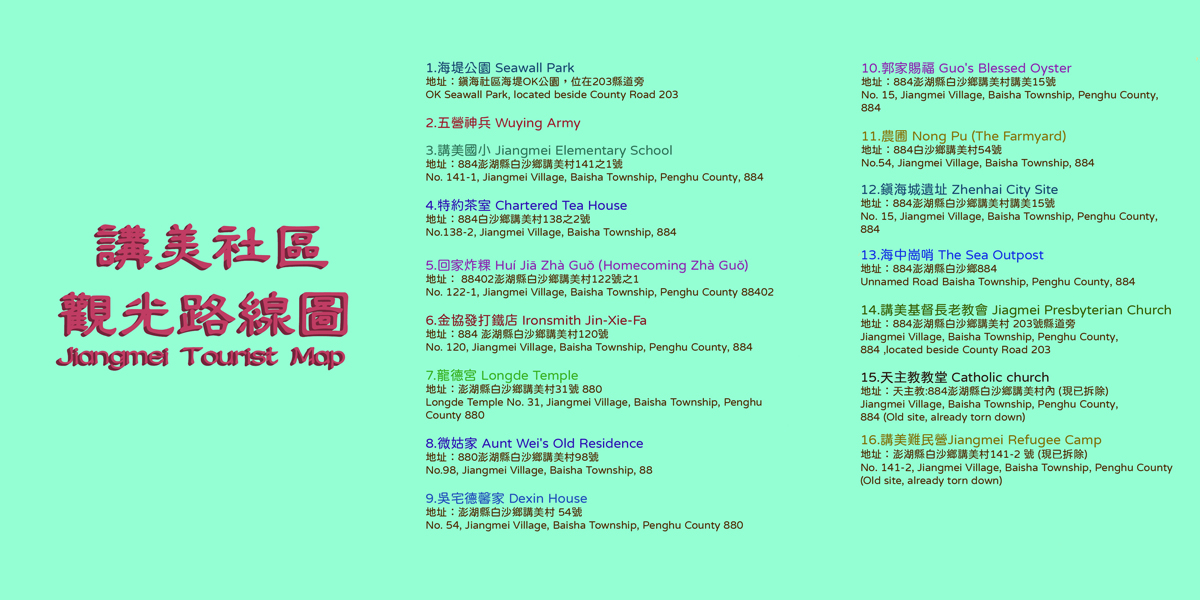 講美社區
觀光路線圖
Jiangmei Tourist Map
1.海堤公園 Seawall Park
地址：鎭海社區海堤OK公園，位在203縣道旁
OK Seawall Park, located beside County Road 203
2.五營神兵 Wuying Army
3.講美國小 Jiangmei Elementary School
地址：884澎湖縣白沙鄉講美村141之1號
No. 141-1, Jiangmei Village, Baisha Township, Penghu County, 884
4.特約茶室 Chartered Tea House
地址：884白沙鄉講美村138之2號
No.138-2, Jiangmei Village, Baisha Township, 884
5.回家炸粿 Huí Jiā Zhà Guǒ (Homecoming Zhà Guǒ)
地址： 88402澎湖縣白沙鄉講美村122號之1
No. 122-1, Jiangmei Village, Baisha Township, Penghu County 88402
6.金協發打鐵店 Ironsmith Jin-Xie-Fa
地址：884 澎湖縣白沙鄉講美村120號
No. 120, Jiangmei Village, Baisha Township, Penghu County, 884
7.龍德宮 Longde Temple
地址：澎湖縣白沙鄉講美村31號 880
Longde Temple No. 31, Jiangmei Village, Baisha Township, Penghu
County 880
8.微姑家 Aunt Wei's Old Residence
地址：880澎湖縣白沙鄉講美村98號
No.98, Jiangmei Village, Baisha Township, 88
9.吳宅德馨家 Dexin House
地址：澎湖縣白沙鄉講美村 54號
No. 54, Jiangmei Village, Baisha Township, Penghu County 880
10.郭家賜福 Guo's Blessed Oyster
地址：884澎湖縣白沙鄉講美村講美15號
No. 15, Jiangmei Village, Baisha Township, Penghu County,
884
11.農圃 Nong Pu (The Farmyard)
地址：884白沙鄉講美村54號
No.54, Jiangmei Village, Baisha Township, 884
12.鎭海城遺址 Zhenhai City Site
地址：884澎湖縣白沙鄉講美村講美15號
No. 15, Jiangmei Village, Baisha Township, Penghu County,
884
13.海中崗哨 The Sea Outpost
地址：884澎湖縣白沙鄉884
Unnamed Road Baisha Township, Penghu County, 884
14.講美基督長老教會 Jiagmei Presbyterian Church
地址：884澎湖縣白沙鄉講美村 203號縣道旁
Jiangmei Village, Baisha Township, Penghu County,
884 ,located beside County Road 203
15.天主教教堂 Catholic church
地址：天主教:884澎湖縣白沙鄉講美村內 (現已拆除)
Jiangmei Village, Baisha Township, Penghu County,
884 (Old site, already torn down)
16.講美難民營Jiangmei Refugee Camp
地址：澎湖縣白沙鄉講美村141-2 號 (現已拆除)
No. 141-2, Jiangmei Village, Baisha Township, Penghu County
(Old site, already torn down)